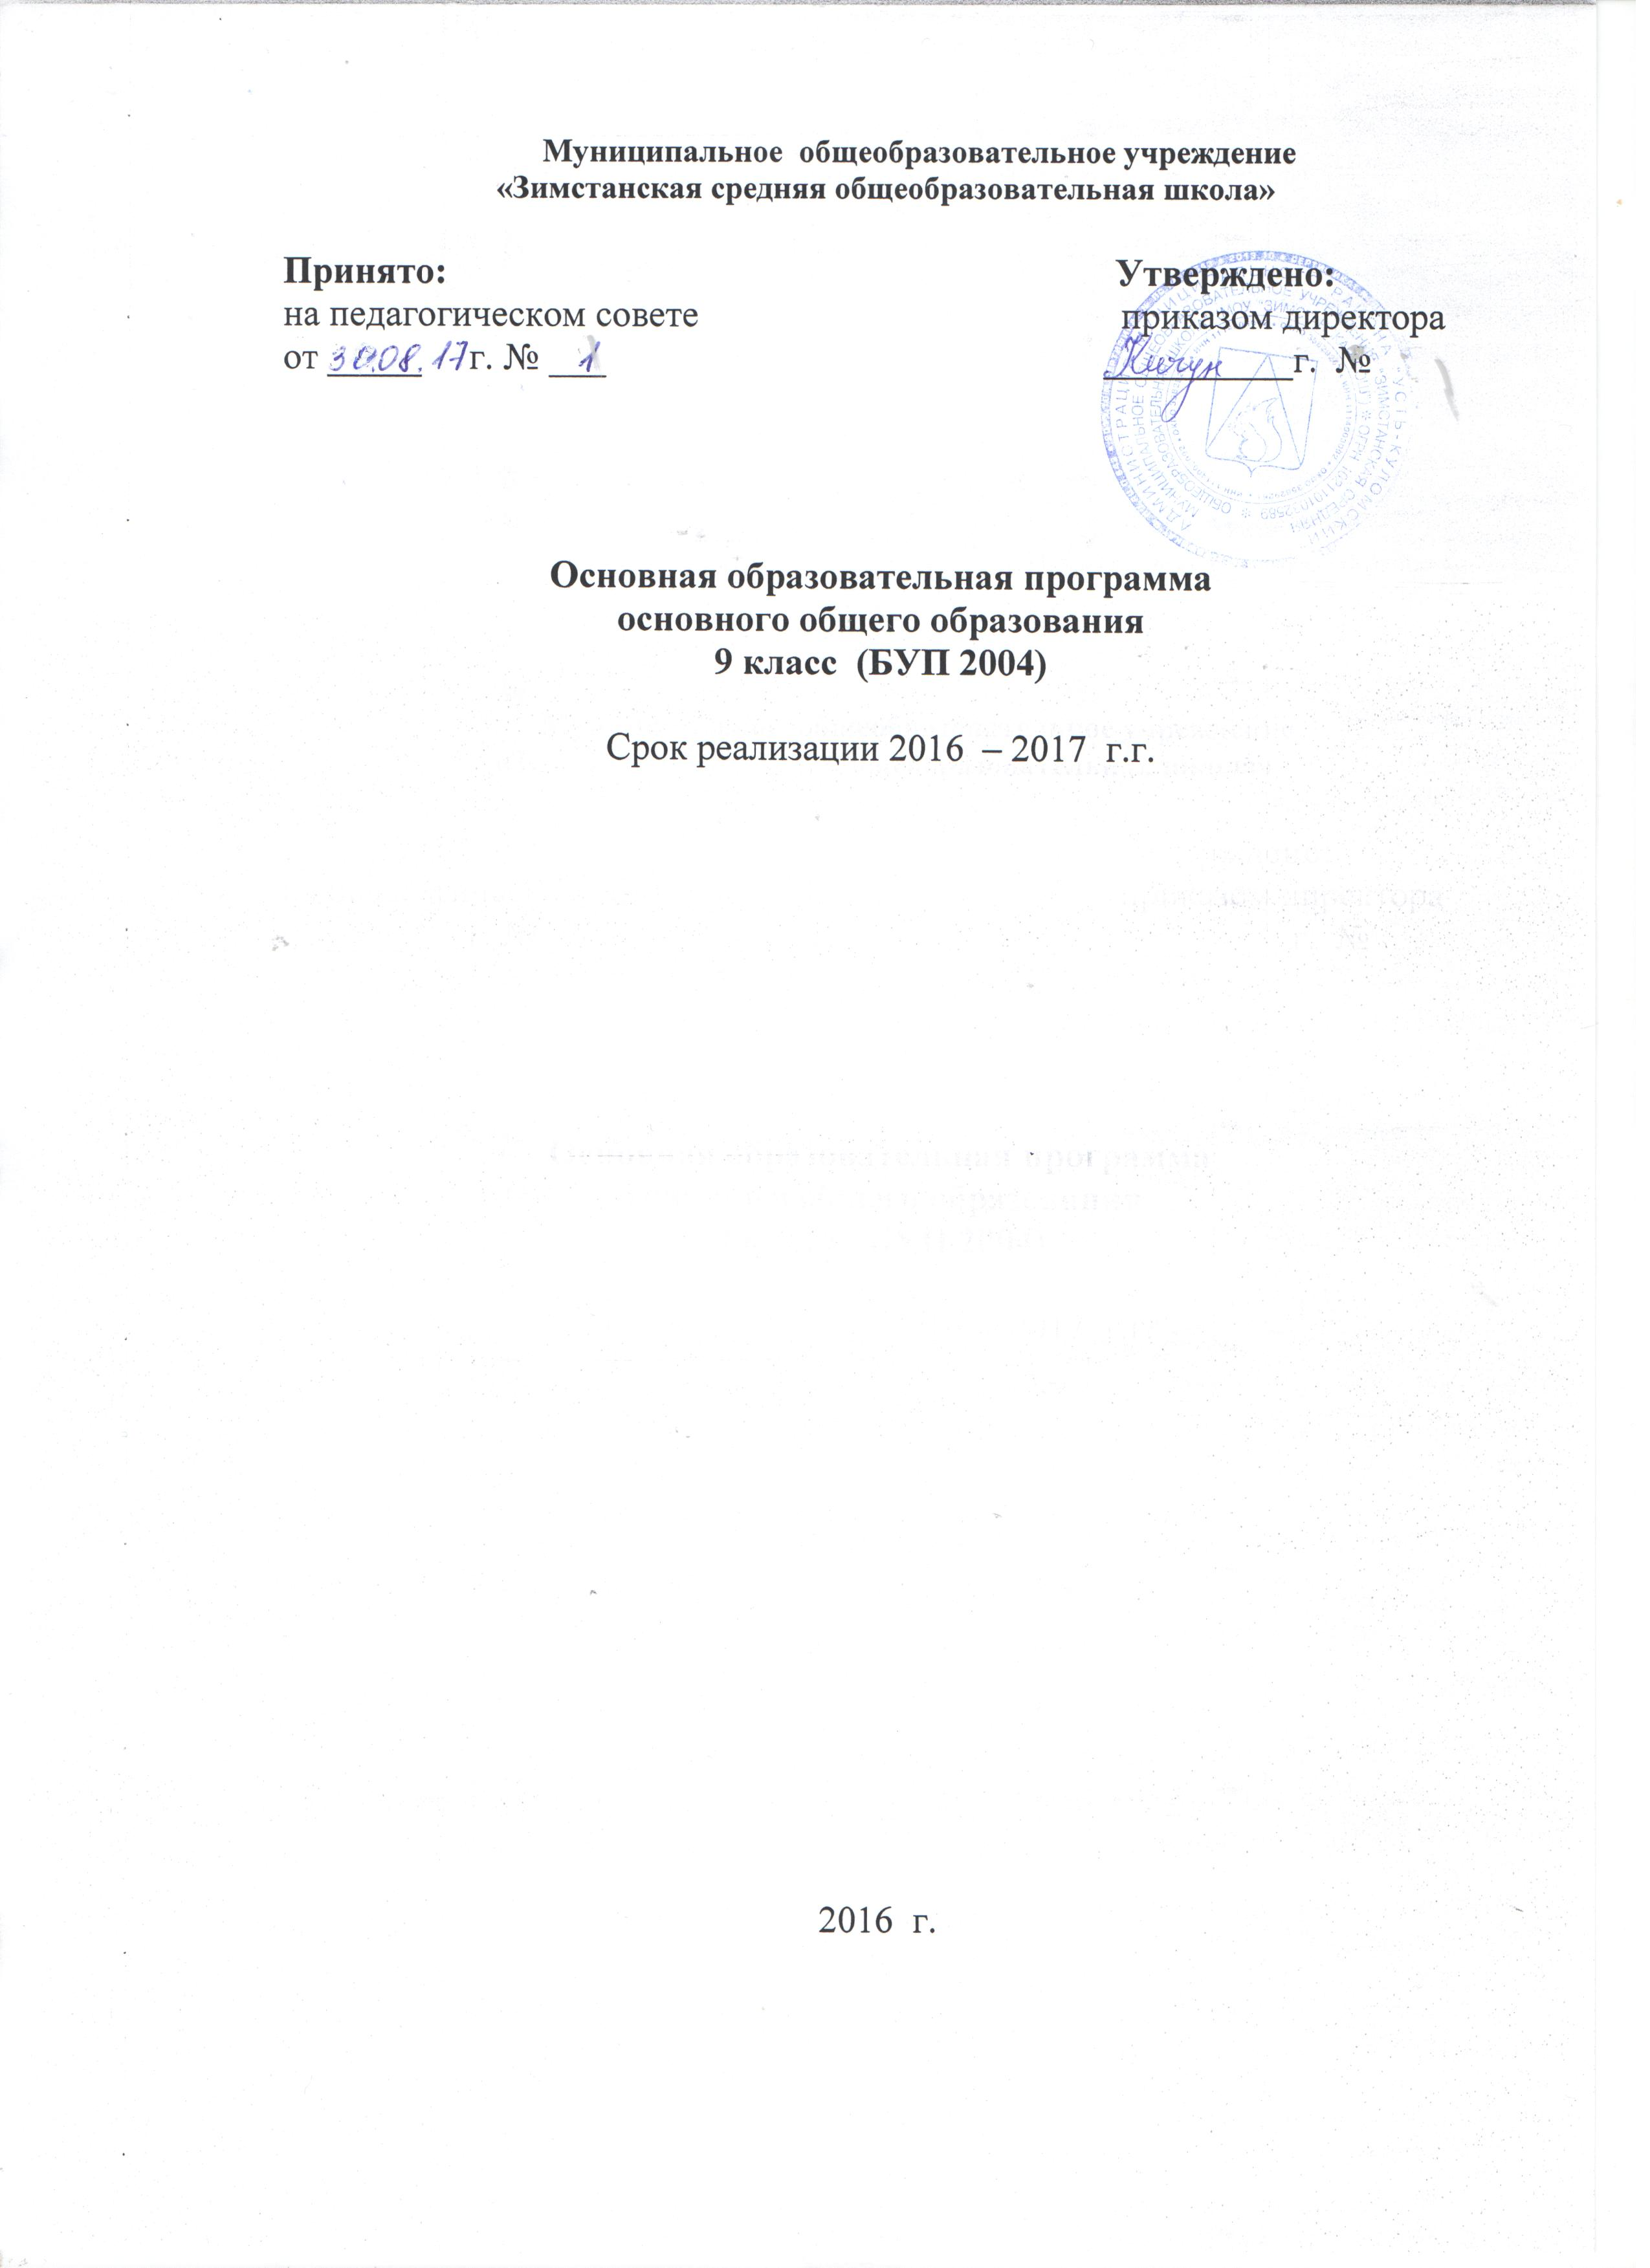 Муниципальное общеобразовательное учреждение
«Зимстанская средняя общеобразовательная школа»
Принято:
Утверждено:
на педагогическом совете
приказом директора
от 30.08.17г. № 1
г. №
Основная образовательная программа
основного общего образования
9 класс (БУП 2004)
Срок реализации 2016 – 2017 г.г.
2016 г.